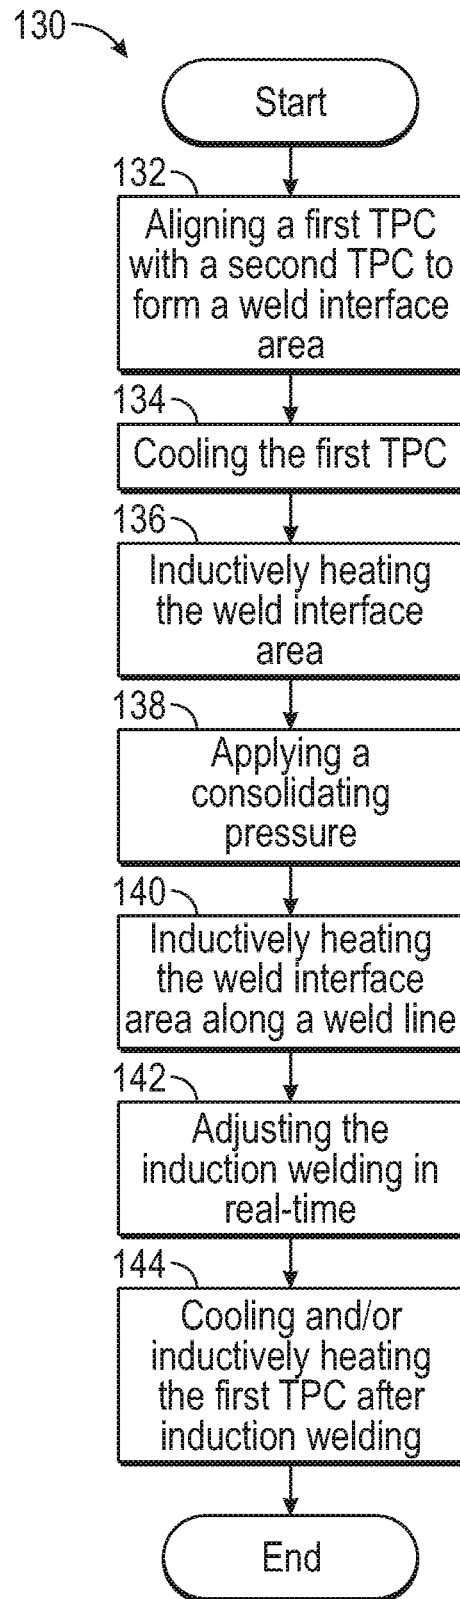 130
Start
132
Aligning a first TPC
with a second TPC to
form a weld interface
area
134
Cooling the first TPC
136
Inductively heating
the weld interface
area
138
Applying a
consolidating
pressure
140
Inductively heating
the weld interface
area along a weld line
142
Adjusting the
induction welding in
real-time
144
Cooling and/or
inductively heating
the first TPC after
induction welding
End